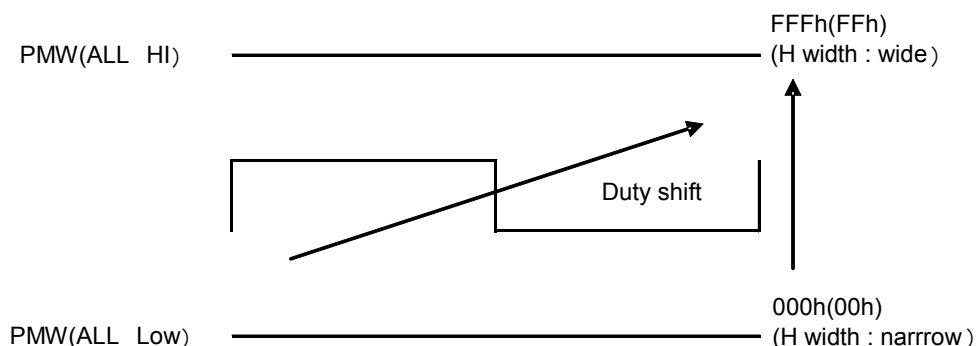 FFFh(FFh)
PMW(ALL HI)
(H width : wide)
Duty shift
000h(00h)
PMW(ALL Low)
(H width : narrrow)